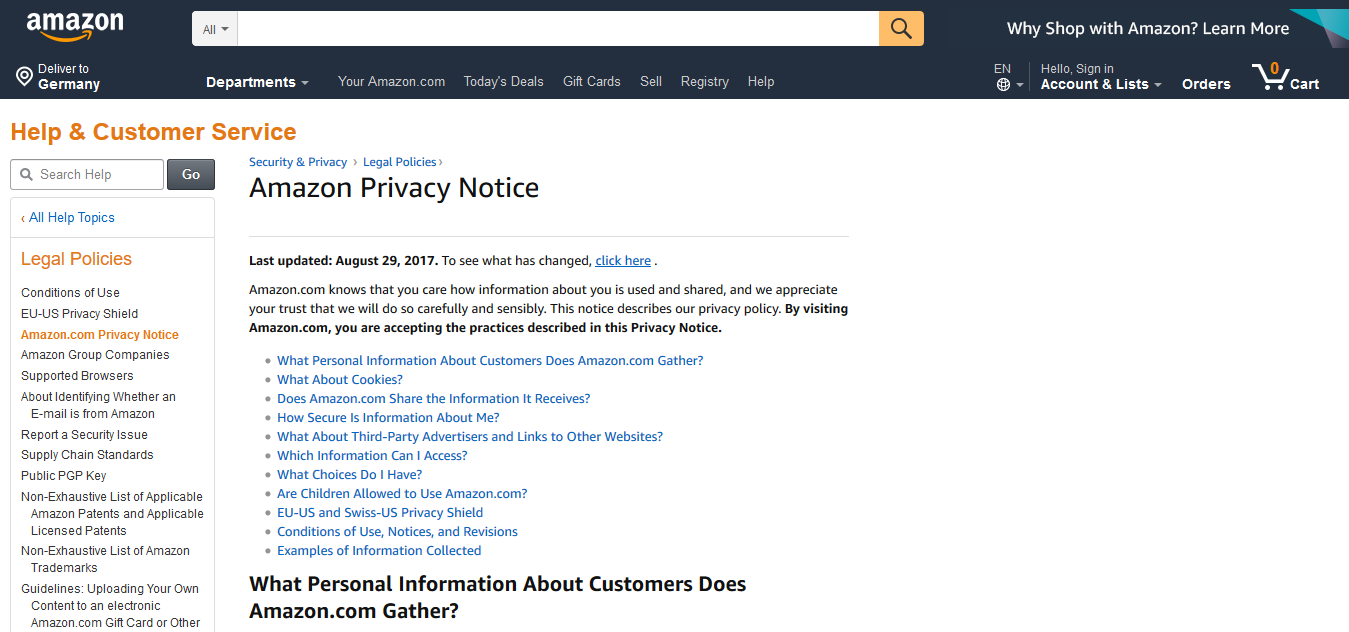 amazon
All
Why Shop with Amazon? Learn More
Deliver to
Germany
Departments
Your Amazon.com Today's Deals Gift Cards Sell Registry Help
EN
Hello, Sign in
Account & Lists
Orders
0
Cart
Help & Customer Service
Search Help
Go
‹ All Help Topics
Legal Policies
Conditions of Use
EU-US Privacy Shield
Amazon.com Privacy Notice
Amazon Group Companies
Supported Browsers
About Identifying Whether an
E-mail is from Amazon
Report a Security Issue
Supply Chain Standards
Public PGP Key
Non-Exhaustive List of Applicable
Amazon Patents and Applicable
Licensed Patents
Non-Exhaustive List of Amazon
Trademarks
Guidelines: Uploading Your Own
Content to an electronic
Amazon.com Gift Card or Other
Security & Privacy › Legal Policies ›
Amazon Privacy Notice
Last updated: August 29, 2017. To see what has changed, click here .
Amazon.com knows that you care how information about you is used and shared, and we appreciate
your trust that we will do so carefully and sensibly. This notice describes our privacy policy. By visiting
Amazon.com, you are accepting the practices described in this Privacy Notice.
• What Personal Information About Customers Does Amazon.com Gather?
• What About Cookies?
• Does Amazon.com Share the Information It Receives?
• How Secure Is Information About Me?
• What About Third-Party Advertisers and Links to Other Websites?
• Which Information Can I Access?
• What Choices Do I Have?
• Are Children Allowed to Use Amazon.com?
• EU-US and Swiss-US Privacy Shield
• Conditions of Use, Notices, and Revisions
• Examples of Information Collected
What Personal Information About Customers Does
Amazon.com Gather?